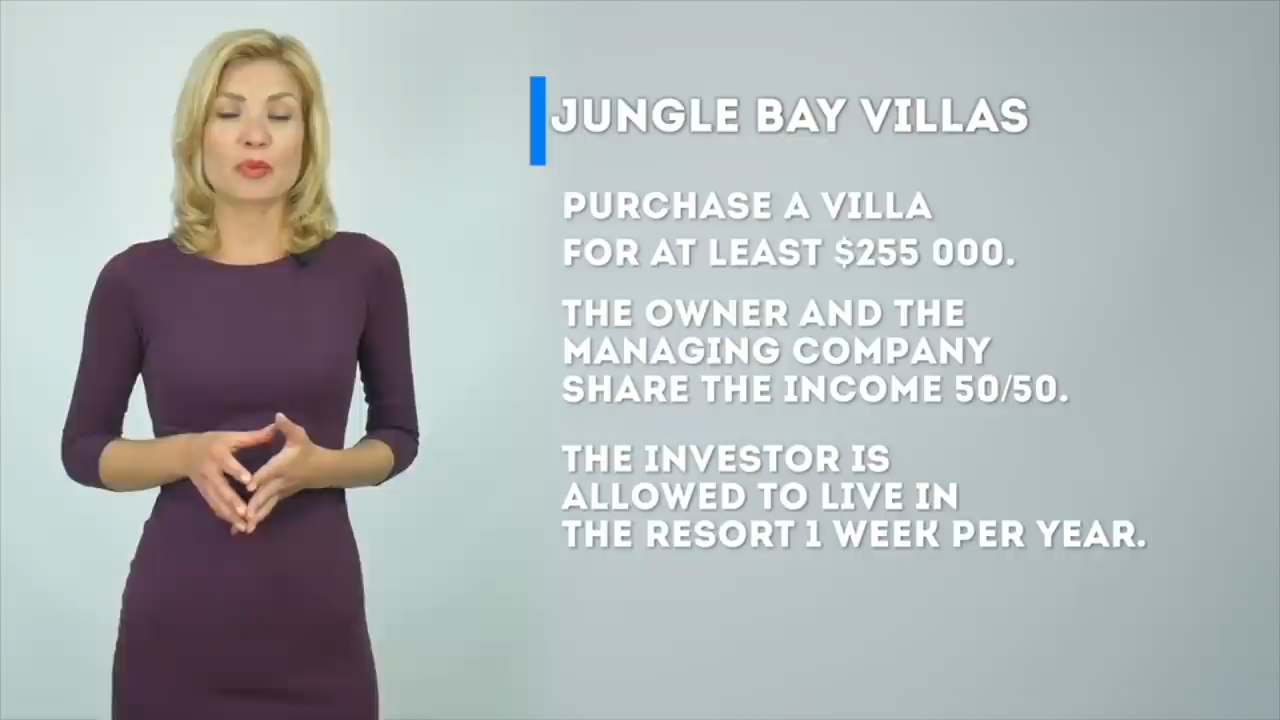 JUNGLE BAY VILLAS
PURCHASE A VILLA
FOR AT LEAST $255 000.
THE OWNER AND THE
MANAGING COMPANY
SHARE THE INCOME 50/50.
THE INVESTOR IS
ALLOWED TO LIVE IN
THE RESORT 1 WEEK PER YEAR.